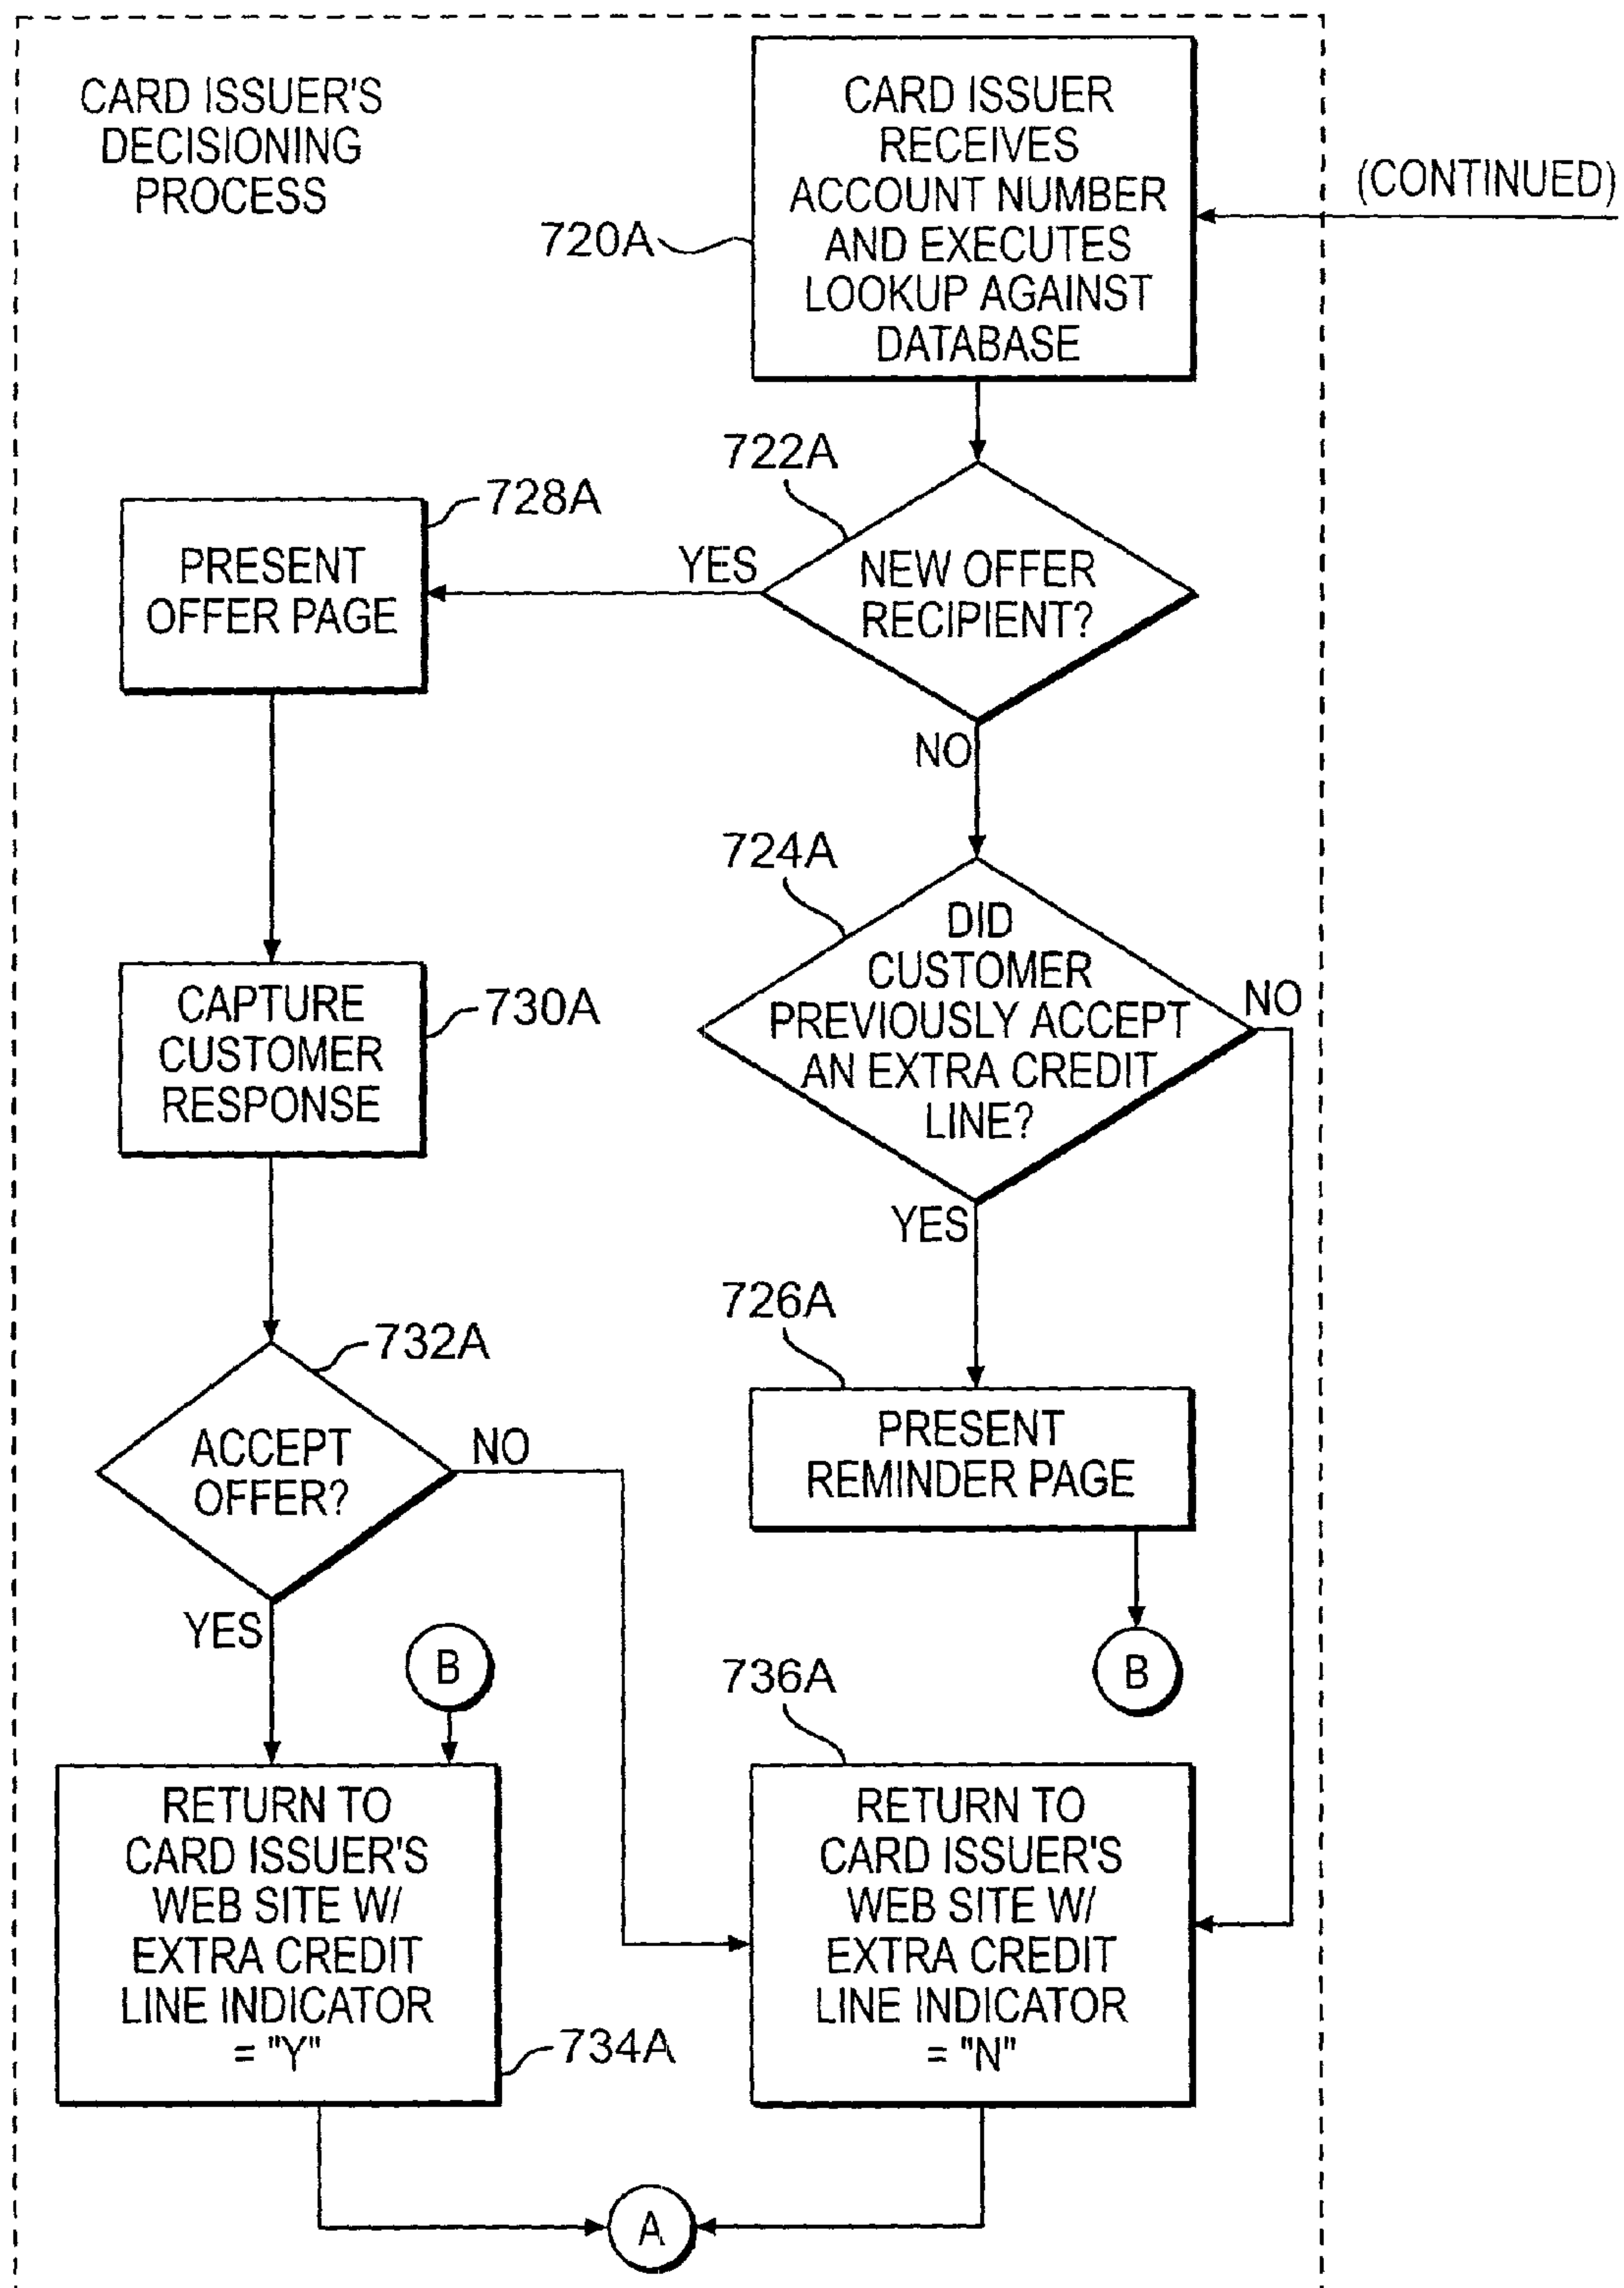 CARD ISSUER'S
DECISIONING
PROCESS
CARD ISSUER
RECEIVES
ACCOUNT NUMBER
AND EXECUTES
LOOKUP AGAINST
DATABASE
720A
(CONTINUED)
722A
NEW OFFER
RECIPIENT?
YES
NO
728A
PRESENT
OFFER PAGE
730A
CAPTURE
CUSTOMER
RESPONSE
724A
DID
CUSTOMER
PREVIOUSLY ACCEPT
AN EXTRA CREDIT
LINE?
NO
YES
726A
PRESENT
REMINDER PAGE
B
732A
ACCEPT
OFFER?
NO
YES
B
RETURN TO
CARD ISSUER'S
WEB SITE W/
EXTRA CREDIT
LINE INDICATOR
= "Y"
734A
736A
RETURN TO
CARD ISSUER'S
WEB SITE W/
EXTRA CREDIT
LINE INDICATOR
= "N"
A